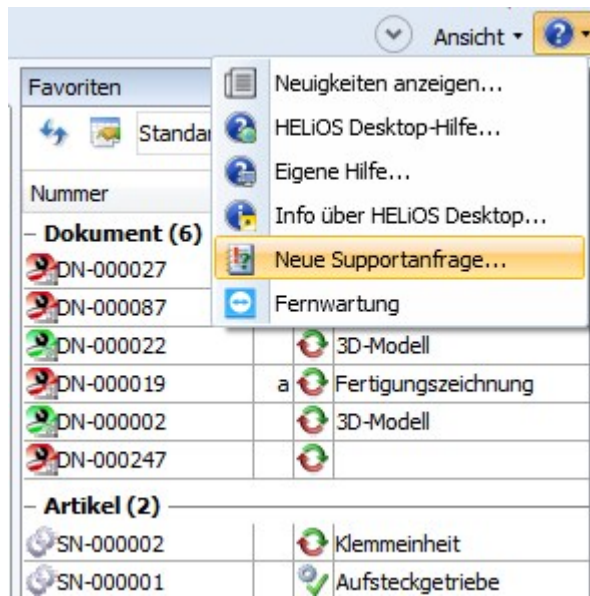 Ansicht
Favoriten
Neuigkeiten anzeigen...
Standa
HELiOS Desktop-Hilfe...
Eigene Hilfe...
Nummer
Info über HELiOS Desktop...
Dokument (6)
Neue Supportanfrage...
DN-000027
Fernwartung
DN-000087
DN-000022 3D-Modell
DN-000019 a Fertigungszeichnung
DN-000002 3D-Modell
DN-000247
Artikel (2)
SN-000002 Klemmeinheit
SN-000001 Aufsteckgetriebe